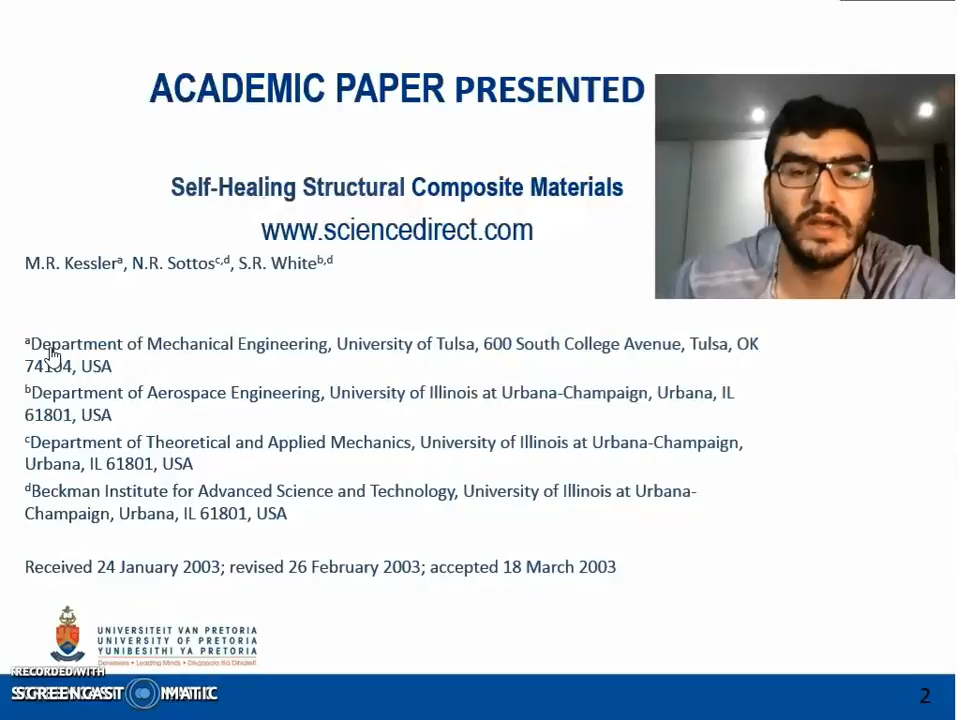 ACADEMIC PAPER PRESENTED
Self-Healing Structural Composite Materials
www.sciencedirect.com
M.R. Kesslerᵃ, N.R. Sottosᶜ,ᵈ, S.R. Whiteᵇ,ᵈ
ᵃDepartment of Mechanical Engineering, University of Tulsa, 600 South College Avenue, Tulsa, OK
74104, USA
ᵇDepartment of Aerospace Engineering, University of Illinois at Urbana-Champaign, Urbana, IL
61801, USA
ᶜDepartment of Theoretical and Applied Mechanics, University of Illinois at Urbana-Champaign,
Urbana, IL 61801, USA
ᵈBeckman Institute for Advanced Science and Technology, University of Illinois at Urbana-
Champaign, Urbana, IL 61801, USA
Received 24 January 2003; revised 26 February 2003; accepted 18 March 2003
UNIVERSITEIT VAN PRETORIA
UNIVERSITY OF PRETORIA
YUNIBESITHI YA PRETORIA
Leading Minds
RECORDED WITH
SCREENCAST MATIC
2